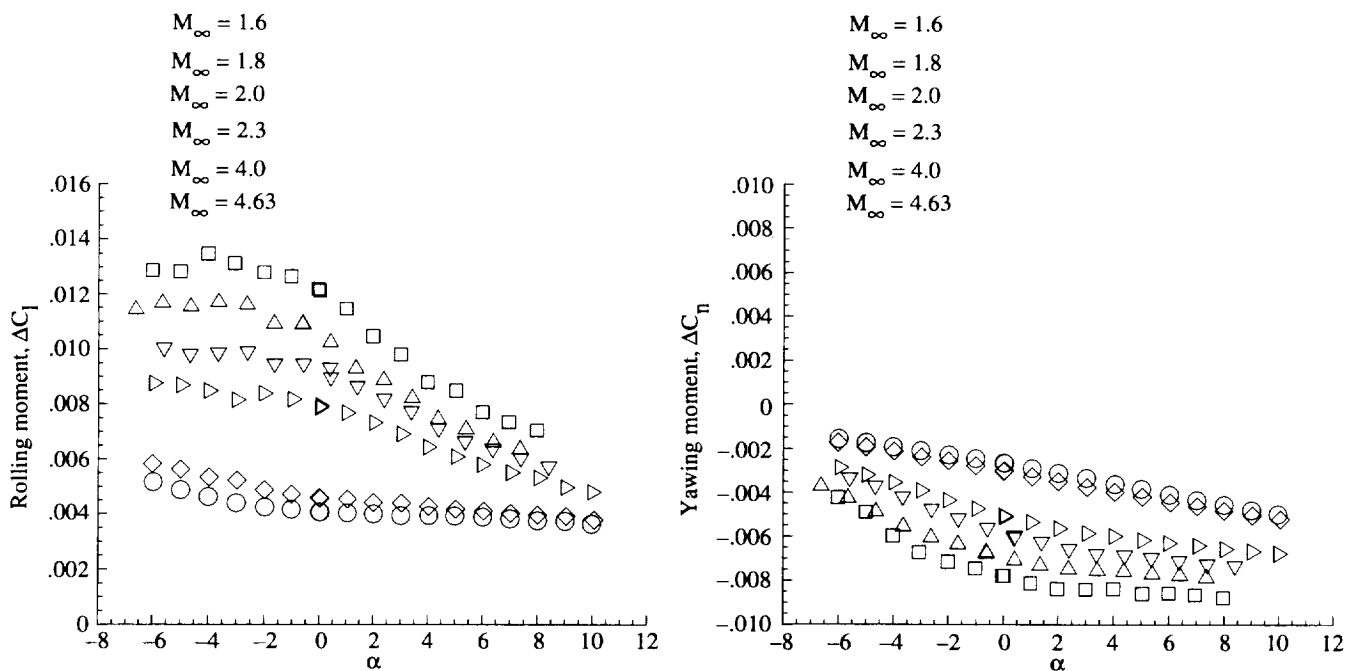 M∞ = 1.6
M∞ = 1.8
M∞ = 2.0
M∞ = 2.3
M∞ = 4.0
M∞ = 4.63
Rolling moment, ΔCl
.016
.014
.012
.010
.008
.006
.004
.002
0
−8 −6 −4 −2 0 2 4 6 8 10 12
α
M∞ = 1.6
M∞ = 1.8
M∞ = 2.0
M∞ = 2.3
M∞ = 4.0
M∞ = 4.63
Yawing moment, ΔCn
.010
.008
.006
.004
.002
0
−.002
−.004
−.006
−.008
−.010
−8 −6 −4 −2 0 2 4 6 8 10 12
α